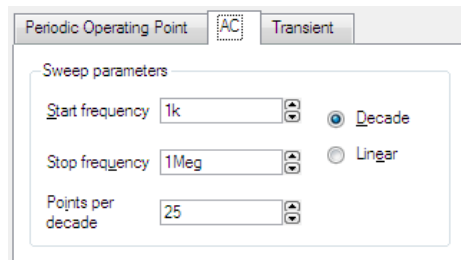 Periodic Operating Point AC Transient
Sweep parameters
Start frequency 1k
Decade
Stop frequency 1Meg
Linear
Points per
decade
25